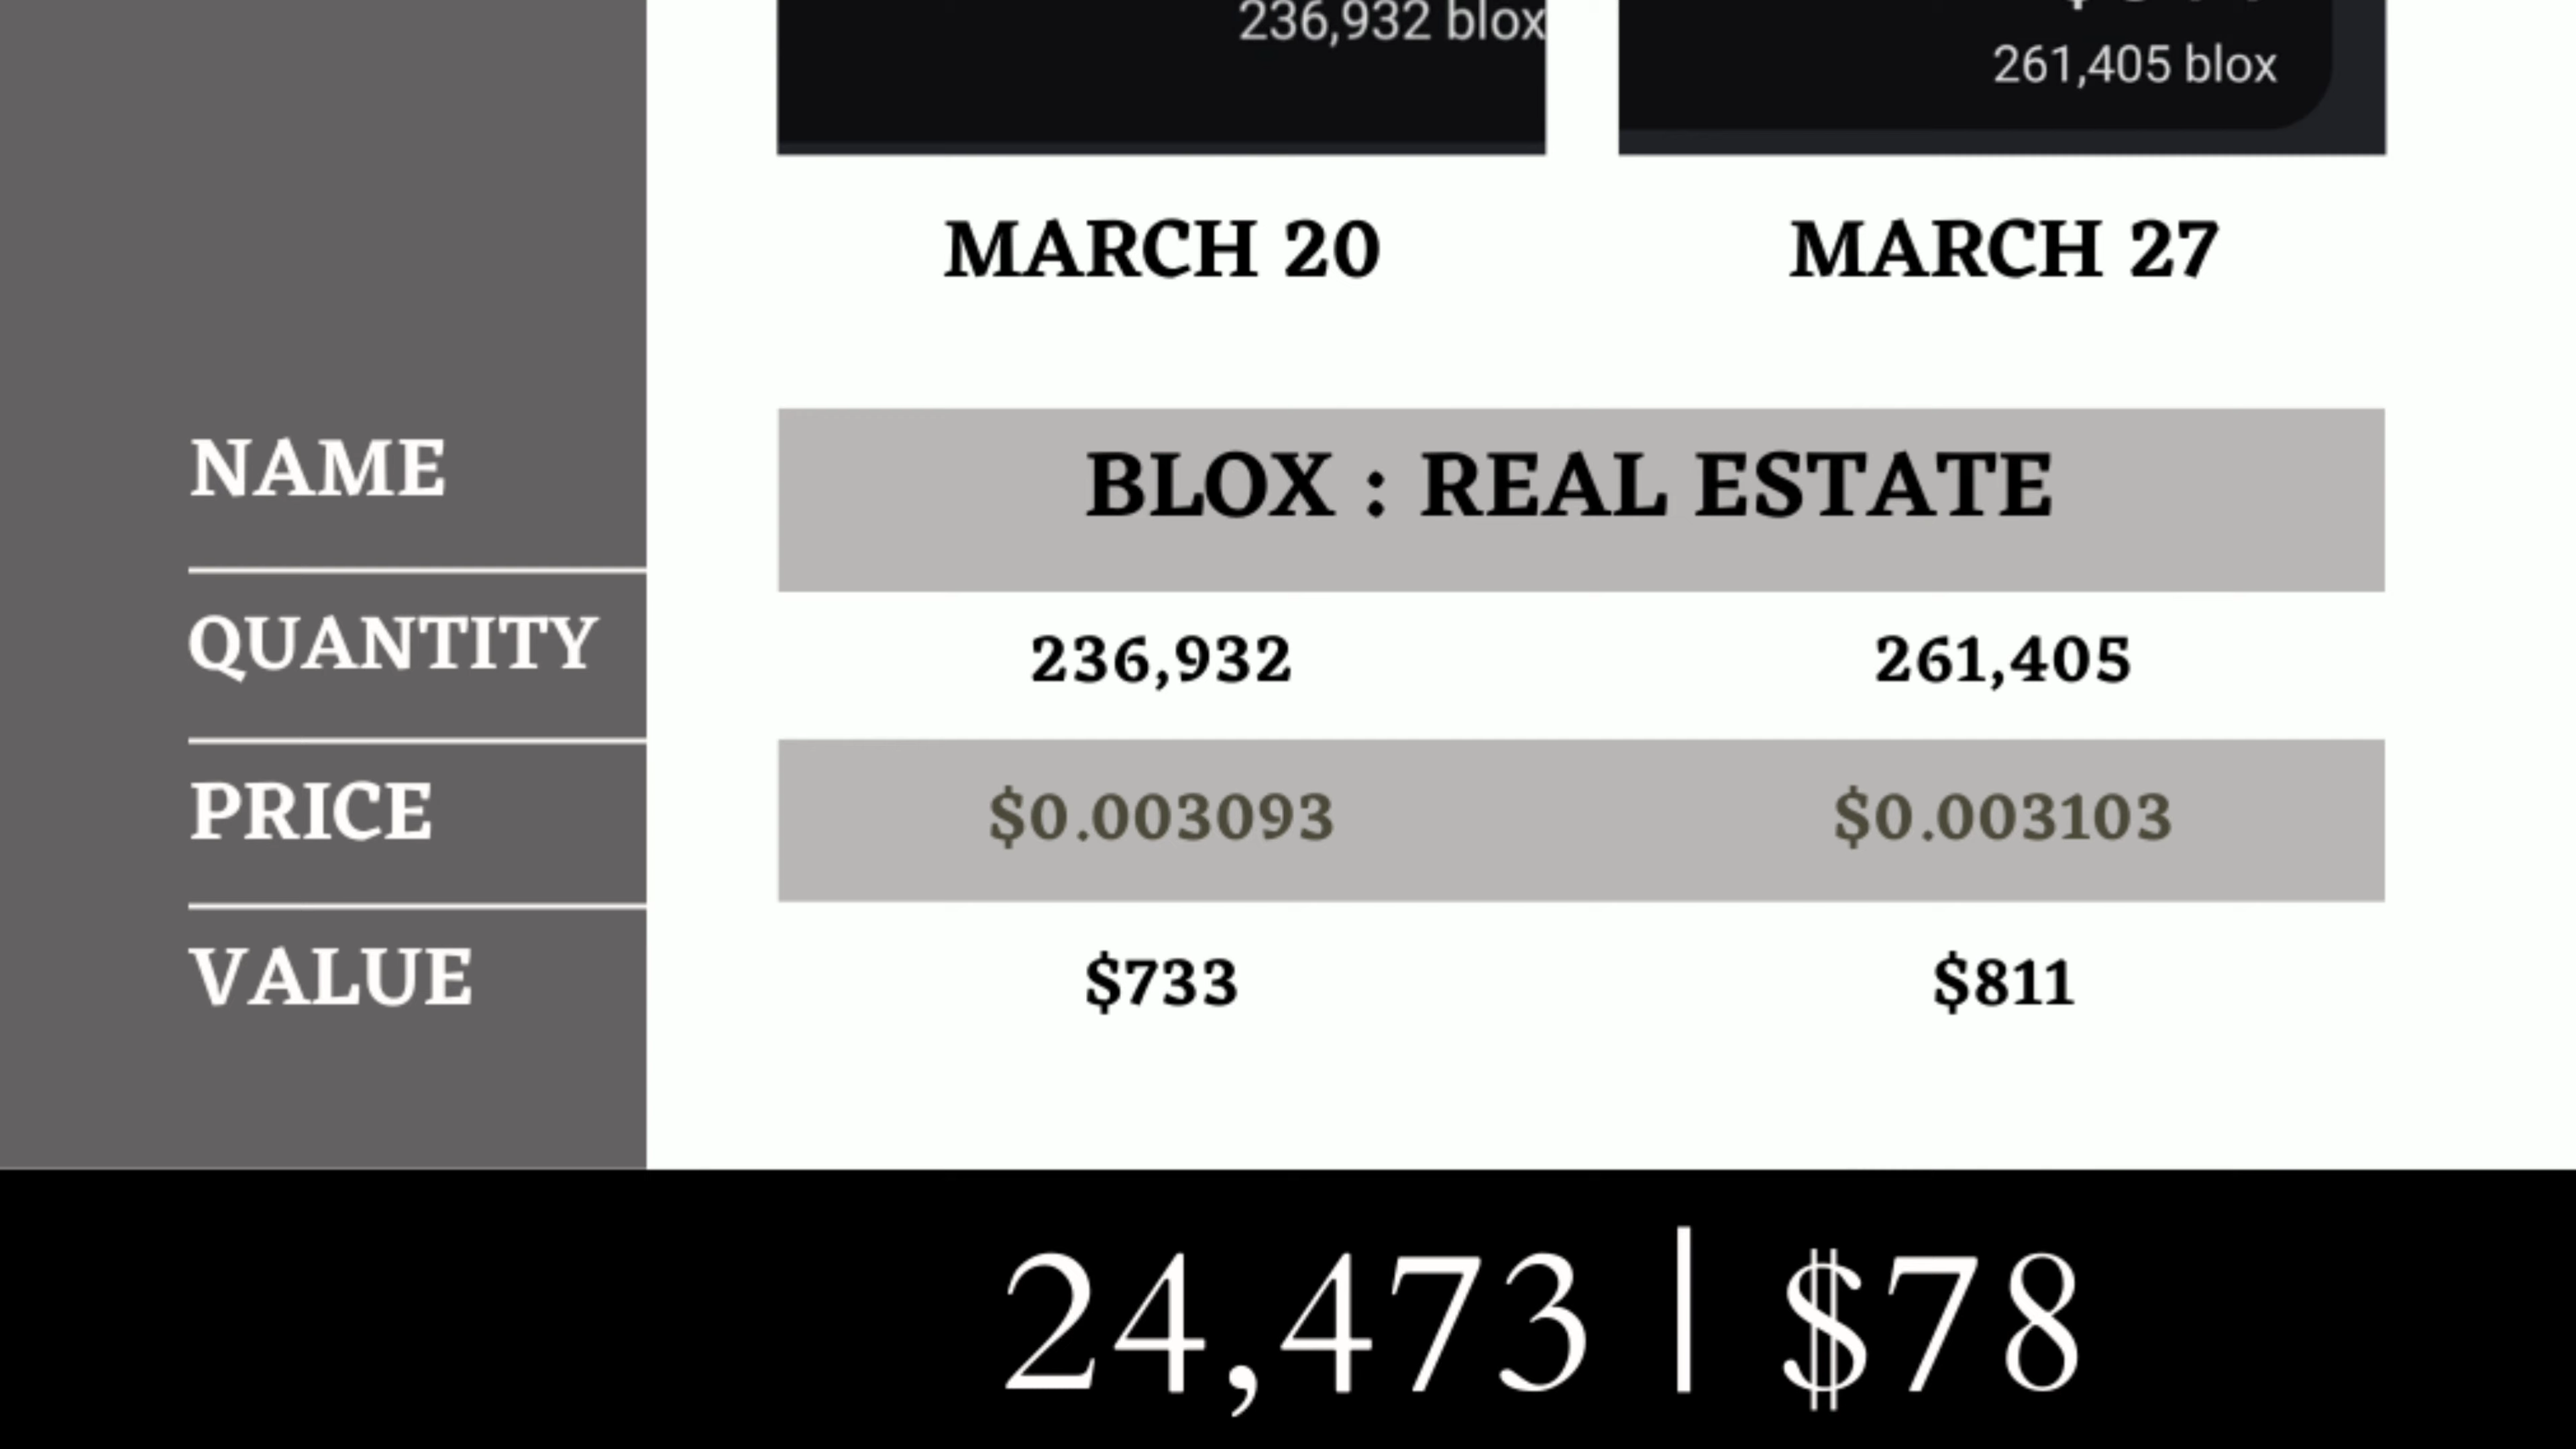 236,932 blox
261,405 blox
MARCH 20 MARCH 27
NAME BLOX : REAL ESTATE
QUANTITY 236,932 261,405
PRICE $0.003093 $0.003103
VALUE $733 $811
24,473 | $78